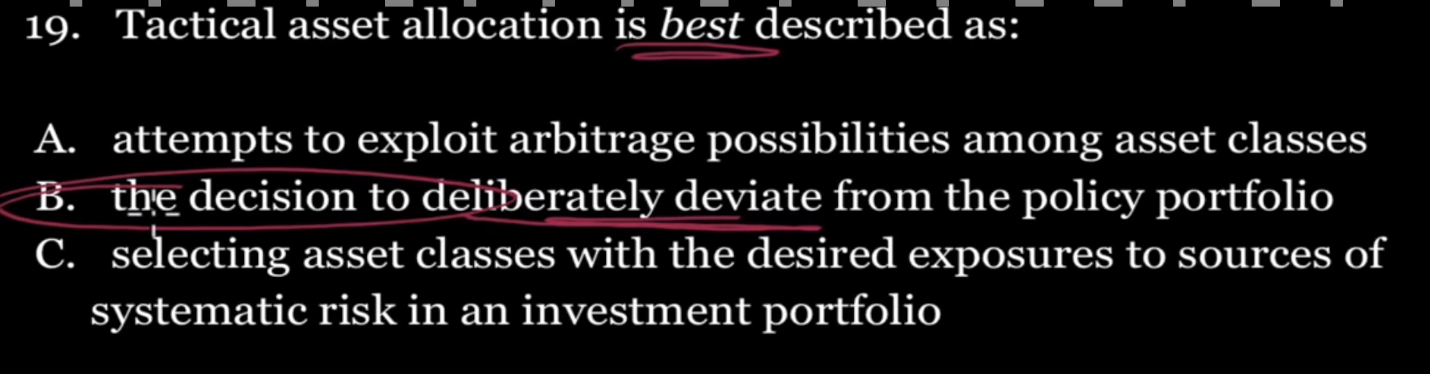 19. Tactical asset allocation is best described as:
A. attempts to exploit arbitrage possibilities among asset classes
B. the decision to deliberately deviate from the policy portfolio
C. selecting asset classes with the desired exposures to sources of
systematic risk in an investment portfolio